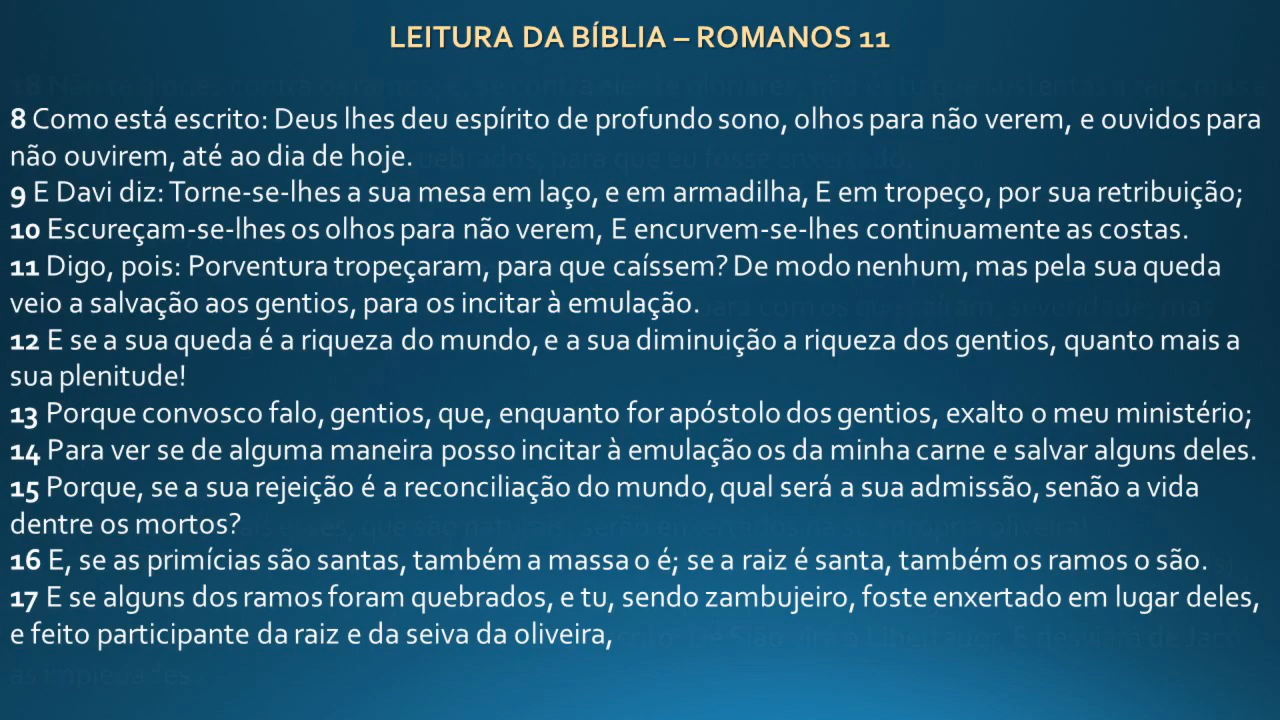 LEITURA DA BÍBLIA – ROMANOS 11
8 Como está escrito: Deus lhes deu espírito de profundo sono, olhos para não verem, e ouvidos para
não ouvirem, até ao dia de hoje.
9 E Davi diz: Torne-se-lhes a sua mesa em laço, e em armadilha, E em tropeço, por sua retribuição;
10 Escureçam-se-lhes os olhos para não verem, E encurvem-se-lhes continuamente as costas.
11 Digo, pois: Porventura tropeçaram, para que caíssem? De modo nenhum, mas pela sua queda
veio a salvação aos gentios, para os incitar à emulação.
12 E se a sua queda é a riqueza do mundo, e a sua diminuição a riqueza dos gentios, quanto mais a
sua plenitude!
13 Porque convosco falo, gentios, que, enquanto for apóstolo dos gentios, exalto o meu ministério;
14 Para ver se de alguma maneira posso incitar à emulação os da minha carne e salvar alguns deles.
15 Porque, se a sua rejeição é a reconciliação do mundo, qual será a sua admissão, senão a vida
dentre os mortos?
16 E, se as primícias são santas, também a massa o é; se a raiz é santa, também os ramos o são.
17 E se alguns dos ramos foram quebrados, e tu, sendo zambujeiro, foste enxertado em lugar deles,
e feito participante da raiz e da seiva da oliveira,